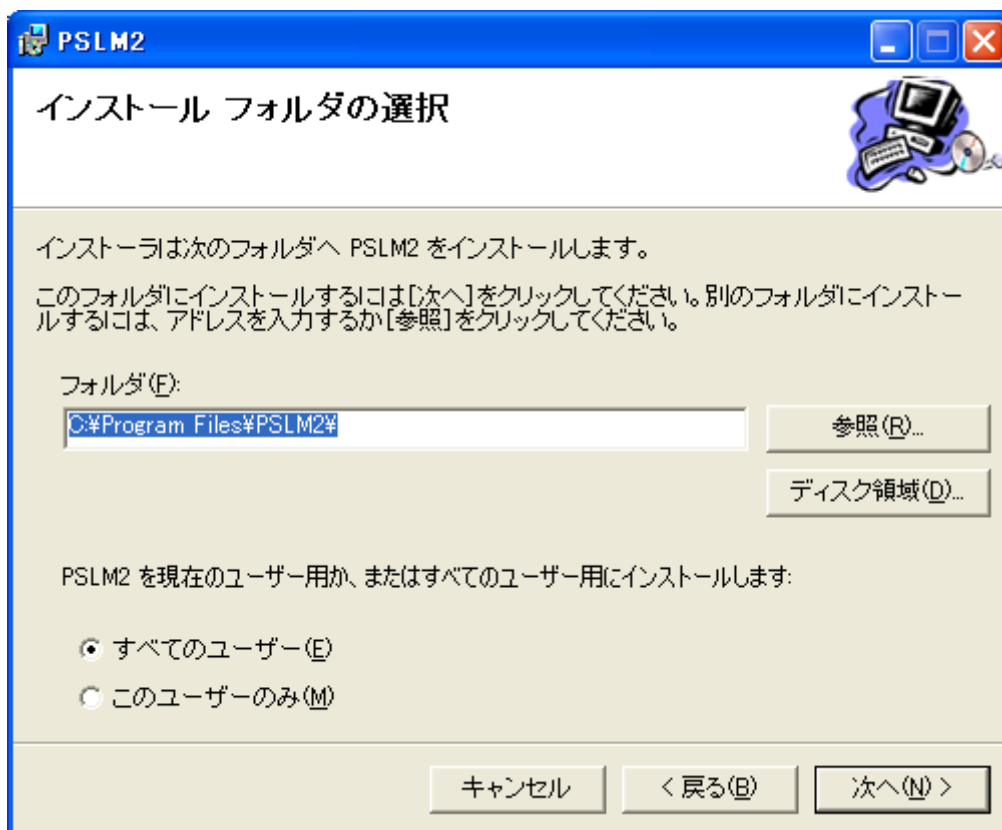 PSLM2
インストール フォルダの選択
インストーラは次のフォルダへ PSLM2 をインストールします。
このフォルダにインストールするには[次へ]をクリックしてください。別のフォルダにインストー
ルするには、アドレスを入力するか[参照]をクリックしてください。
フォルダ(F):
C:¥Program Files¥PSLM2¥
参照(R)...
ディスク領域(D)...
PSLM2 を現在のユーザー用か、またはすべてのユーザー用にインストールします:
すべてのユーザー(E)
このユーザーのみ(M)
キャンセル
< 戻る(B)
次へ(N) >